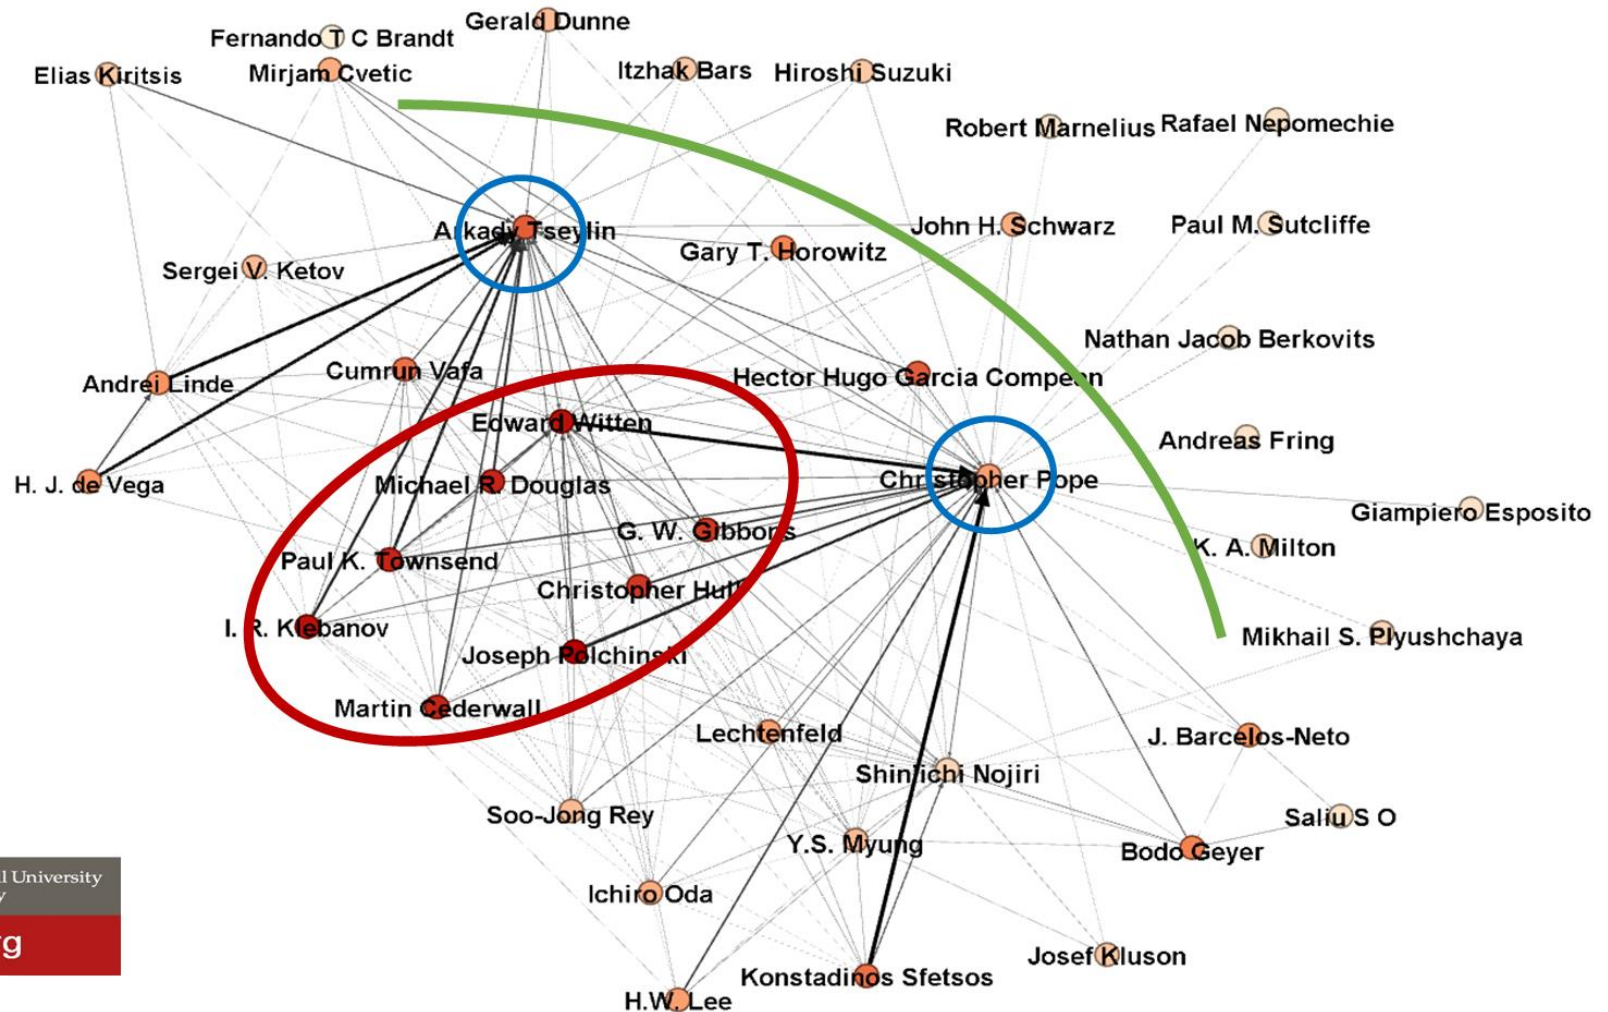 Gerald Dunne
Fernando T C Brandt
Elias Kiritsis
Mirjam Cvetic
Itzhak Bars
Hiroshi Suzuki
Robert Marnelius
Rafael Nepomechie
Arkady Tseylin
John H. Schwarz
Paul M. Sutcliffe
Gary T. Horowitz
Sergei V. Ketov
Nathan Jacob Berkovits
Andrei Linde
Cumrun Vafa
Hector Hugo Garcia Compean
Edward Witten
Andreas Fring
H. J. de Vega
Michael R. Douglas
Christopher Pope
Giampiero Esposito
G. W. Gibbons
K. A. Milton
Paul K. Townsend
Christopher Hull
I. R. Klebanov
Mikhail S. Plyushchaya
Joseph Polchinski
Martin Cederwall
Lechtenfeld
J. Barcelos-Neto
Shin'ichi Nojiri
Soo-Jong Rey
Saliu S O
Y.S. Myung
Bodo Geyer
l University
y
Ichiro Oda
rg
Josef Kluson
Konstadinos Sfetsos
H.W. Lee